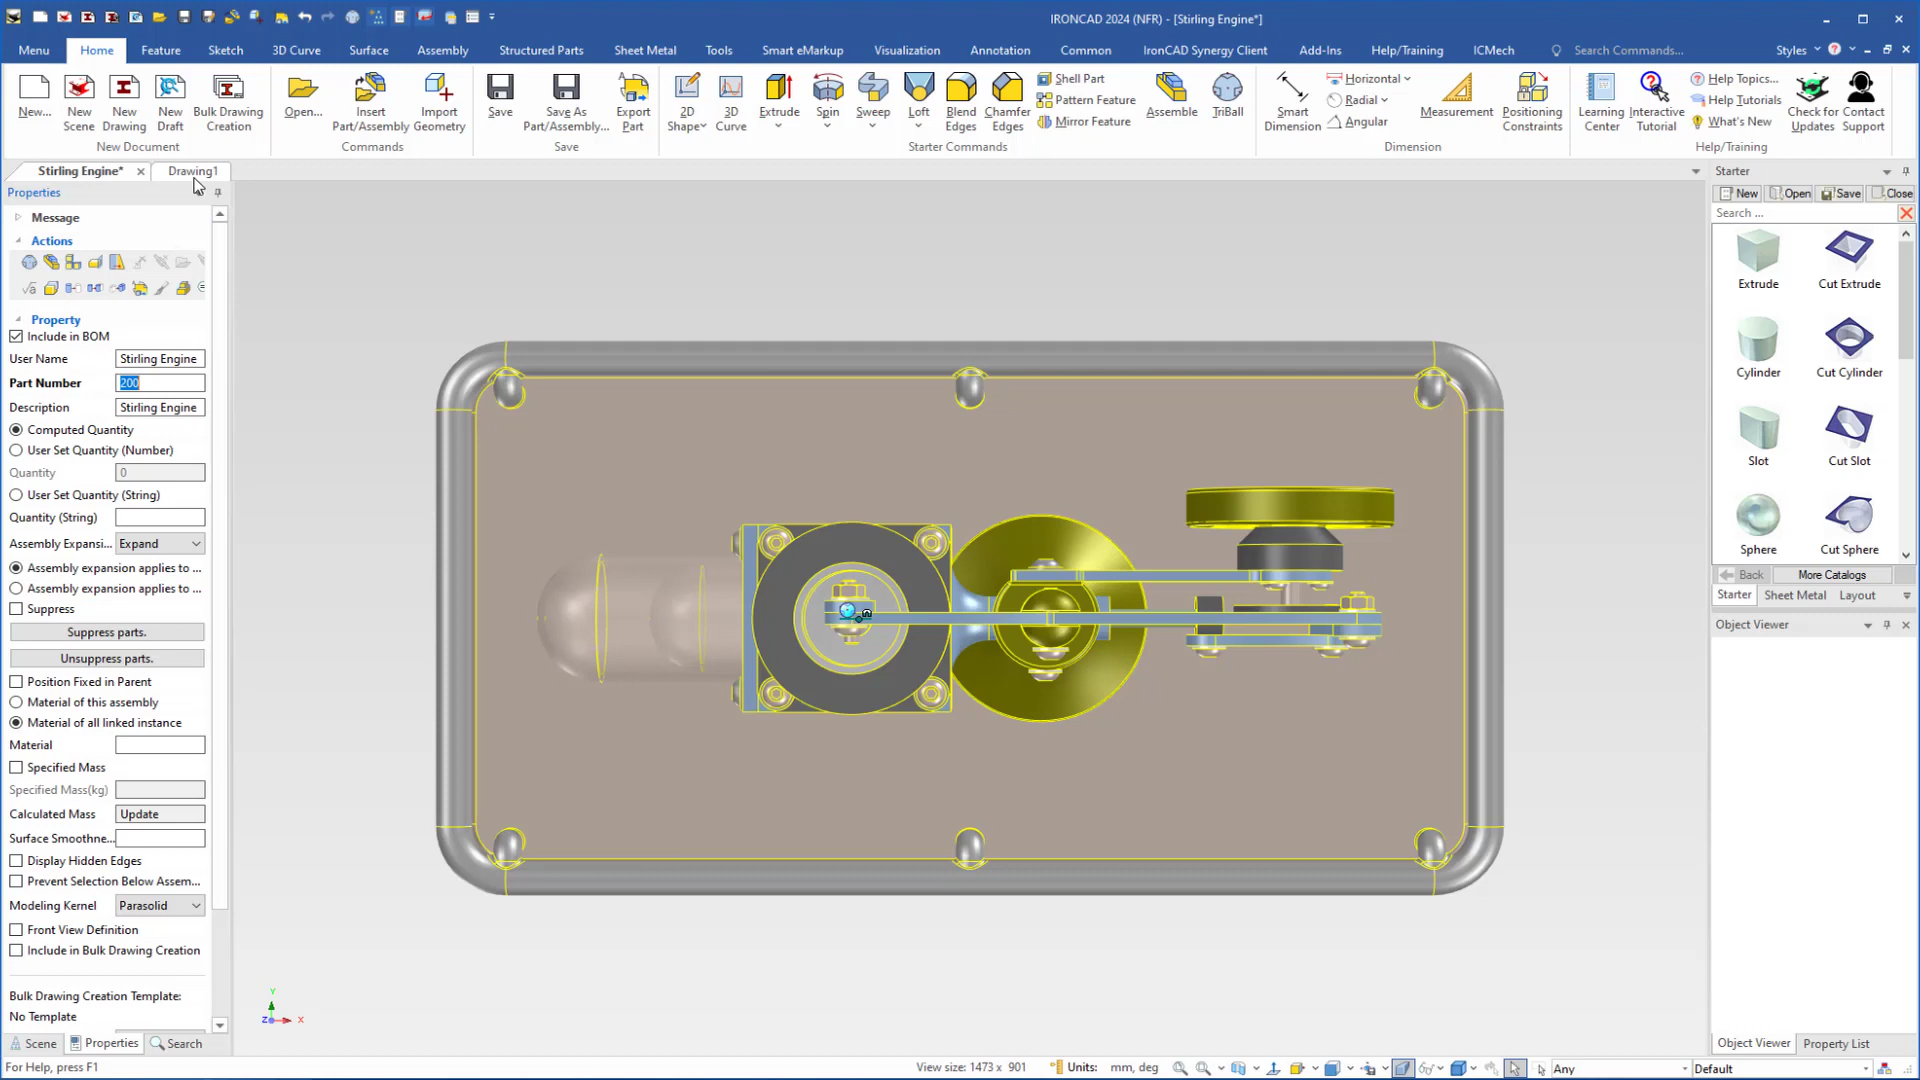 IRONCAD 2024 (NFR) - [Stirling Engine*]
Menu Home Feature Sketch 3D Curve Surface Assembly Structured Parts Sheet Metal Tools Smart eMarkup Visualization Annotation Common IronCAD Synergy Client Add-Ins Help/Training ICMech Search Commands... Styles
New... New Scene New Drawing New Draft Bulk Drawing Creation
New Document
Open... Insert Part/Assembly Import Geometry
Commands
Save Save As Part/Assembly... Export Part
Save
2D Shape 3D Curve Extrude Spin Sweep Loft Blend Edges Chamfer Edges Shell Part Pattern Feature Mirror Feature Assemble TriBall
Starter Commands
Smart Dimension Horizontal Radial Angular Measurement Positioning Constraints
Dimension
Learning Center Interactive Tutorial Help Topics... Help Tutorials What's New Check for Updates Contact Support
Help/Training
Stirling Engine* Drawing1
Properties
Message
Actions
Property
Include in BOM
User Name Stirling Engine
Part Number 200
Description Stirling Engine
Computed Quantity
User Set Quantity (Number)
Quantity 0
User Set Quantity (String)
Quantity (String)
Assembly Expansi... Expand
Assembly expansion applies to ...
Assembly expansion applies to ...
Suppress
Suppress parts.
Unsuppress parts.
Position Fixed in Parent
Material of this assembly
Material of all linked instance
Material
Specified Mass
Specified Mass(kg)
Calculated Mass Update
Surface Smoothne...
Display Hidden Edges
Prevent Selection Below Assem...
Modeling Kernel Parasolid
Front View Definition
Include in Bulk Drawing Creation
Bulk Drawing Creation Template:
No Template
Scene Properties Search
Y
Z X
Starter
New Open Save Close
Search ...
Extrude Cut Extrude
Cylinder Cut Cylinder
Slot Cut Slot
Sphere Cut Sphere
Back More Catalogs
Starter Sheet Metal Layout
Object Viewer
Object Viewer Property List
For Help, press F1 View size: 1473 x 901 Units: mm, deg Any Default